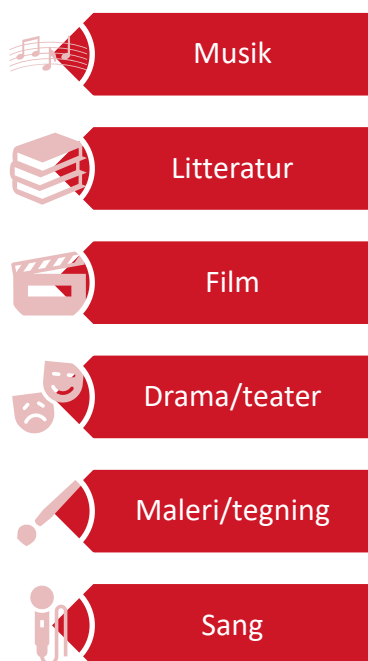 Musik
Litteratur
Film
Drama/teater
Maleri/tegning
Sang